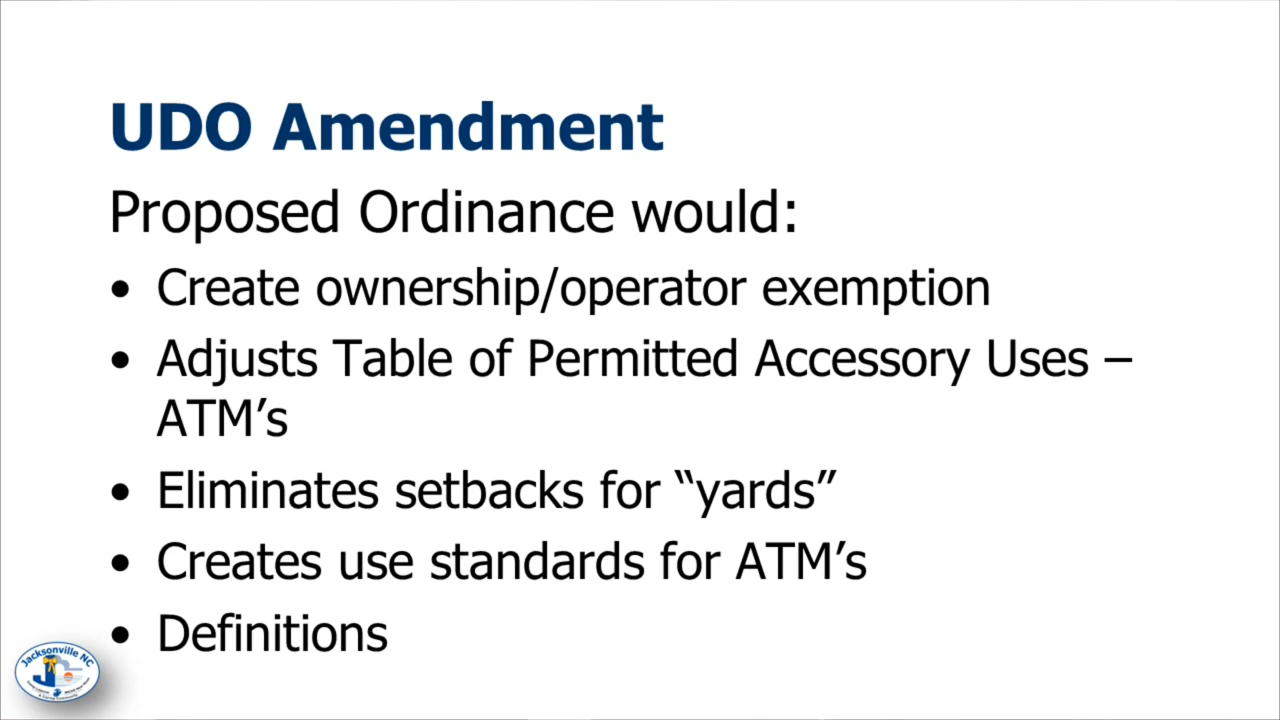 UDO Amendment
Proposed Ordinance would:
• Create ownership/operator exemption
• Adjusts Table of Permitted Accessory Uses –
ATM’s
• Eliminates setbacks for “yards”
• Creates use standards for ATM’s
• Definitions
Jacksonville NC